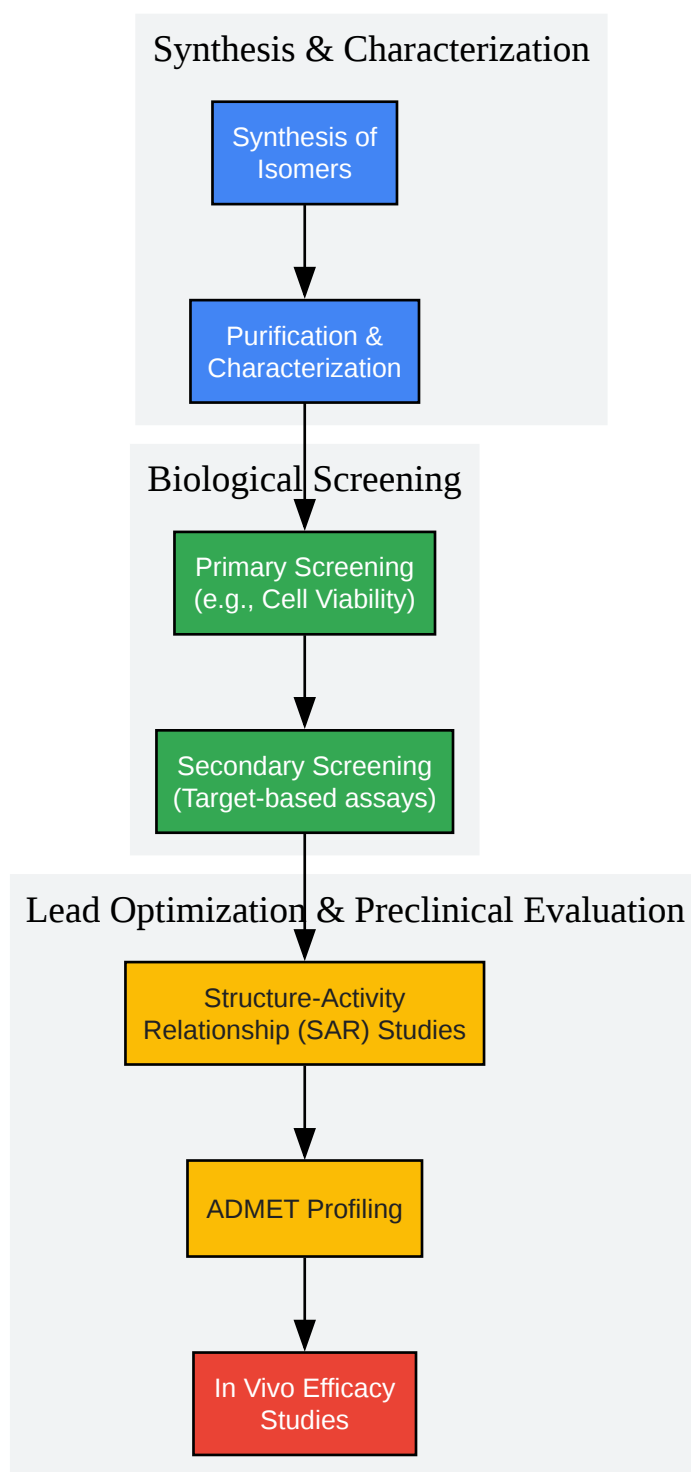 Synthesis & Characterization
Synthesis of
Isomers
Purification &
Characterization
Biological Screening
Primary Screening
(e.g., Cell Viability)
Secondary Screening
(Target-based assays)
Lead Optimization & Preclinical Evaluation
Structure-Activity
Relationship (SAR) Studies
ADMET Profiling
In Vivo Efficacy
Studies